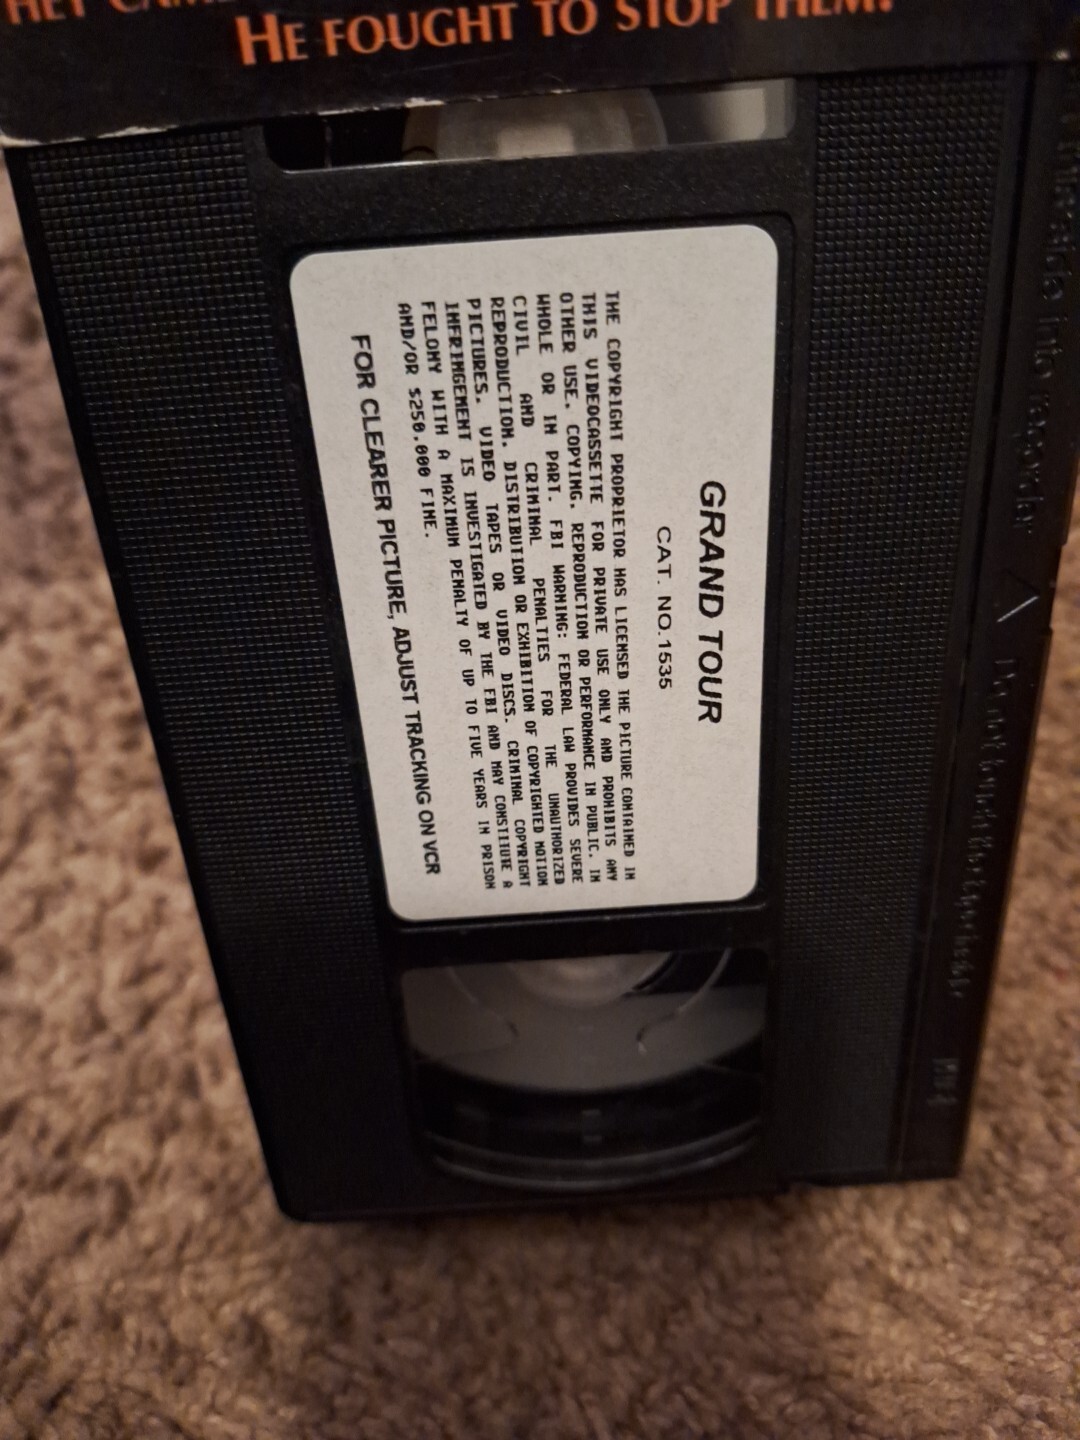 HE FOUGHT TO STOP THEM!
GRAND TOUR
CAT. NO. 1535
THE COPYRIGHT PROPRIETOR HAS LICENSED THE PICTURE CONTAINED IN
THIS VIDEOCASSETTE FOR PRIVATE USE ONLY AND PROHIBITS ANY
OTHER USE. COPYING. REPRODUCTION OR PERFORMANCE IN PUBLIC. IN
WHOLE OR IN PART. FBI WARNING: FEDERAL LAW PROVIDES SEVERE
CIVIL AND CRIMINAL PENALTIES FOR THE UNAUTHORIZED
REPRODUCTION. DISTRIBUTION OR EXHIBITION OF COPYRIGHTED MOTION
PICTURES. VIDEO TAPES OR VIDEO DISCS. CRIMINAL COPYRIGHT
INFRINGEMENT IS INVESTIGATED BY THE FBI AND MAY CONSTITUTE A
FELONY WITH A MAXIMUM PENALTY OF UP TO FIVE YEARS IN PRISON
AND/OR $250.000 FINE.
FOR CLEARER PICTURE, ADJUST TRACKING ON VCR